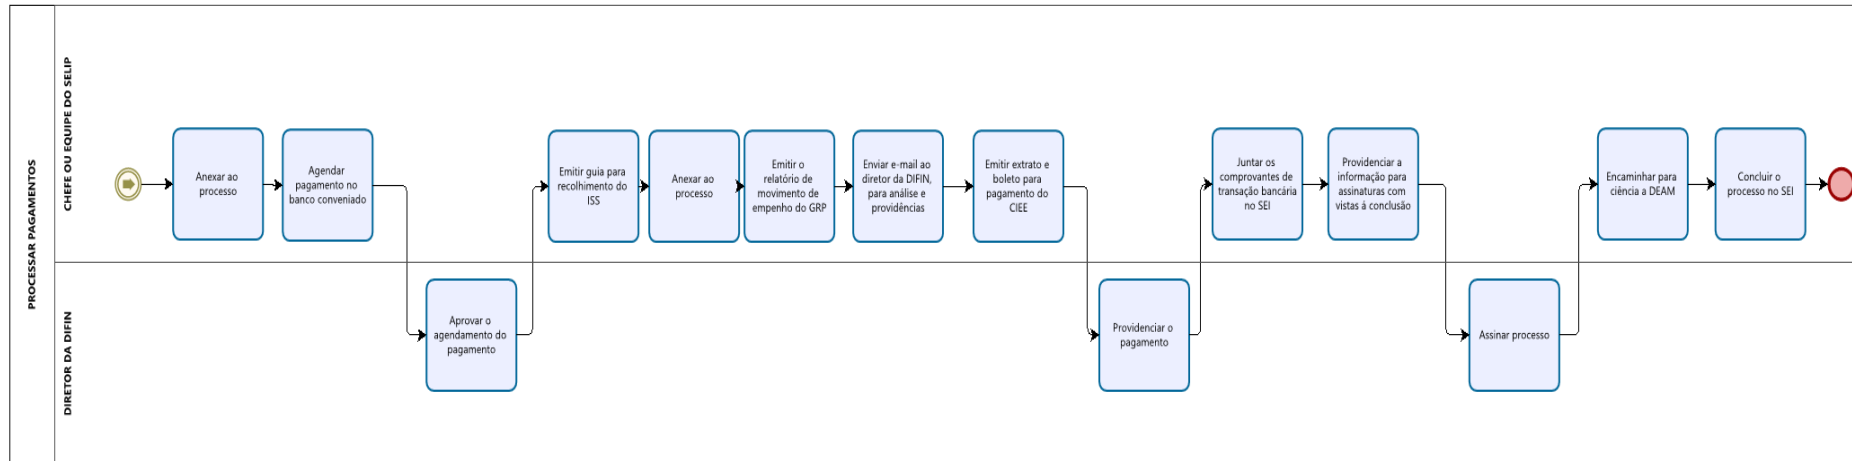 PROCESSAR PAGAMENTOS
CHEFE OU EQUIPE DO SELIP
Anexar ao
processo
Agendar
pagamento no
banco conveniado
Emitir guia para
recolhimento do
ISS
Anexar ao
processo
Emitir o
relatório de
movimento de
empenho do GRP
Enviar e-mail ao
diretor da DIFIN,
para análise e
providências
Emitir extrato e
boleto para
pagamento do
CIEE
Juntar os
comprovantes de
transação bancária
no SEI
Providenciar a
informação para
assinaturas com
vistas á conclusão
Encaminhar para
ciência a DEAM
Concluir o
processo no SEI
DIRETOR DA DIFIN
Aprovar o
agendamento do
pagamento
Providenciar o
pagamento
Assinar processo